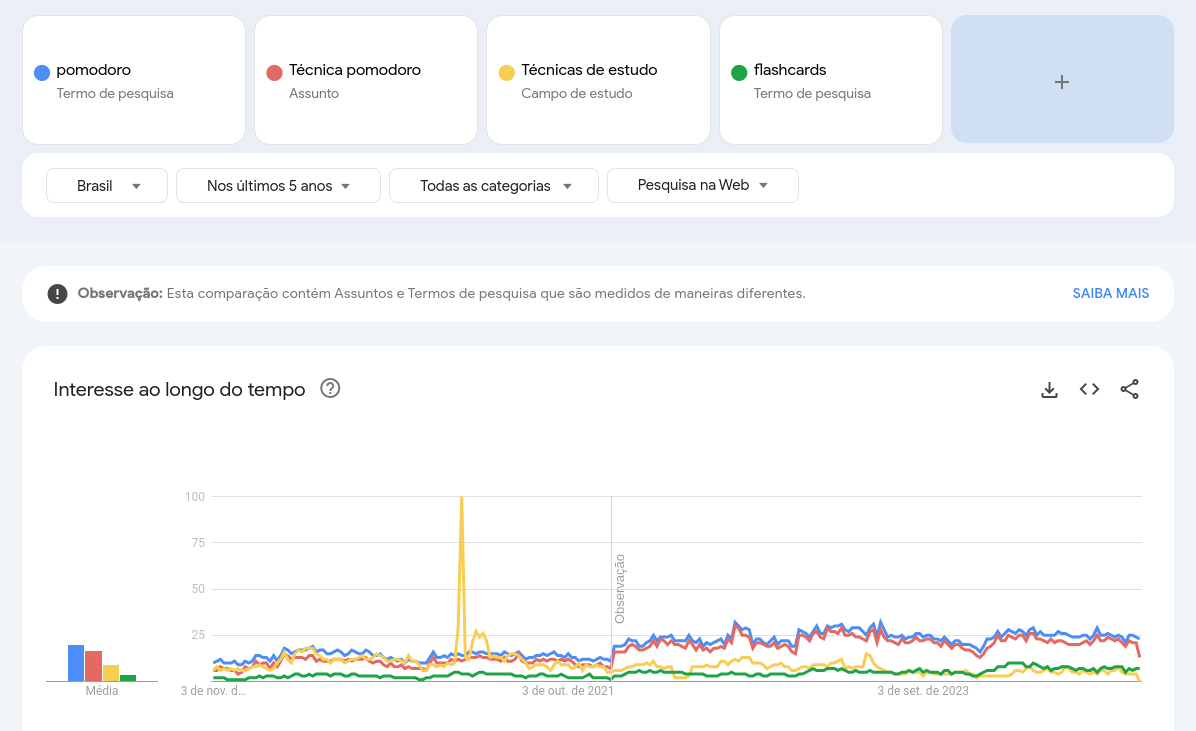 pomodoro
Termo de pesquisa
Técnica pomodoro
Assunto
Técnicas de estudo
Campo de estudo
flashcards
Termo de pesquisa
+
Brasil
Nos últimos 5 anos
Todas as categorias
Pesquisa na Web
! Observação: Esta comparação contém Assuntos e Termos de pesquisa que são medidos de maneiras diferentes.
SAIBA MAIS
Interesse ao longo do tempo ?
100
75
50
25
Observação
Média
3 de nov. d…
3 de out. de 2021
3 de set. de 2023